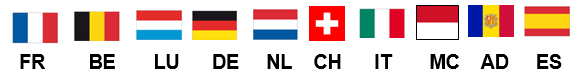 FR BE LU DE NL CH IT MC AD ES